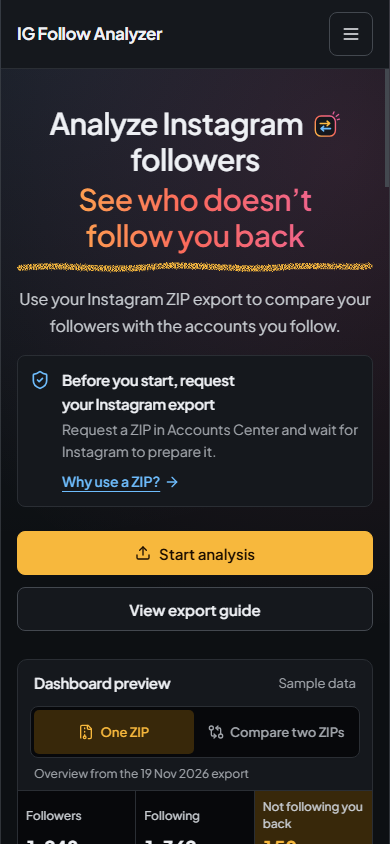 IG Follow Analyzer
Analyze Instagram
followers
See who doesn’t
follow you back
Use your Instagram ZIP export to compare your
followers with the accounts you follow.
Before you start, request
your Instagram export
Request a ZIP in Accounts Center and wait for
Instagram to prepare it.
Why use a ZIP? →
Start analysis
View export guide
Dashboard preview
Sample data
One ZIP
Compare two ZIPs
Overview from the 19 Nov 2026 export
Followers
Following
Not following you
back